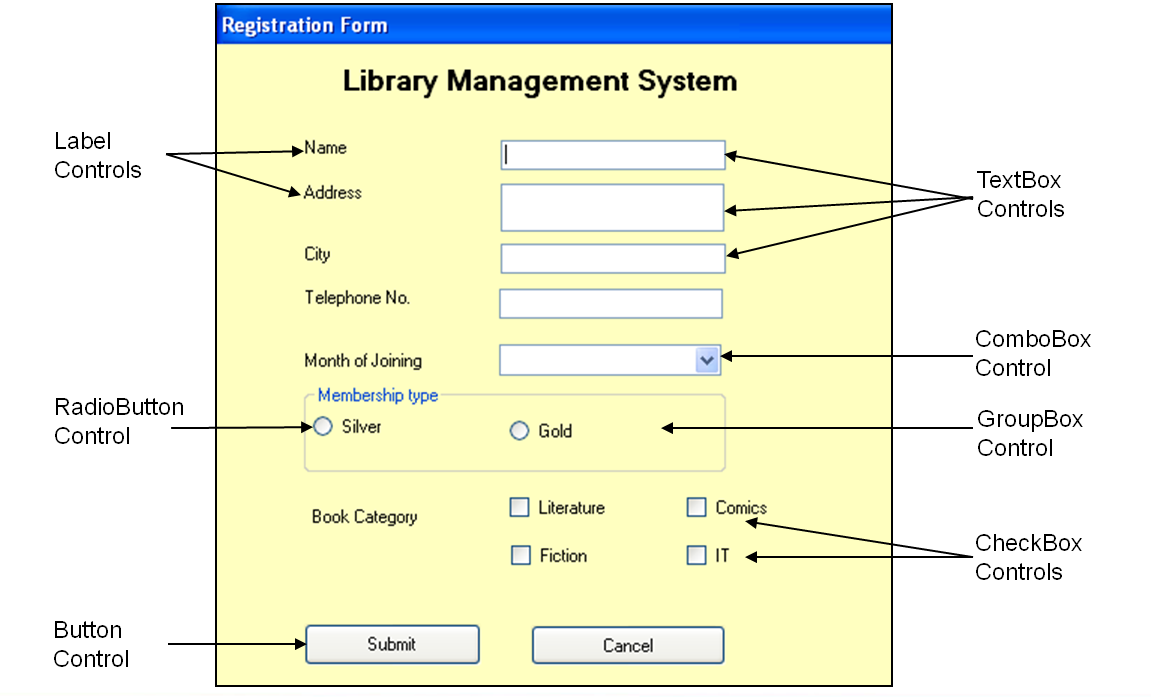 Registration Form
Library Management System
Label
Controls
Name
Address
TextBox
Controls
City
Telephone No.
Month of Joining
ComboBox
Control
Membership type
RadioButton
Control
Silver
Gold
GroupBox
Control
Book Category
Literature
Comics
Fiction
IT
CheckBox
Controls
Button
Control
Submit
Cancel